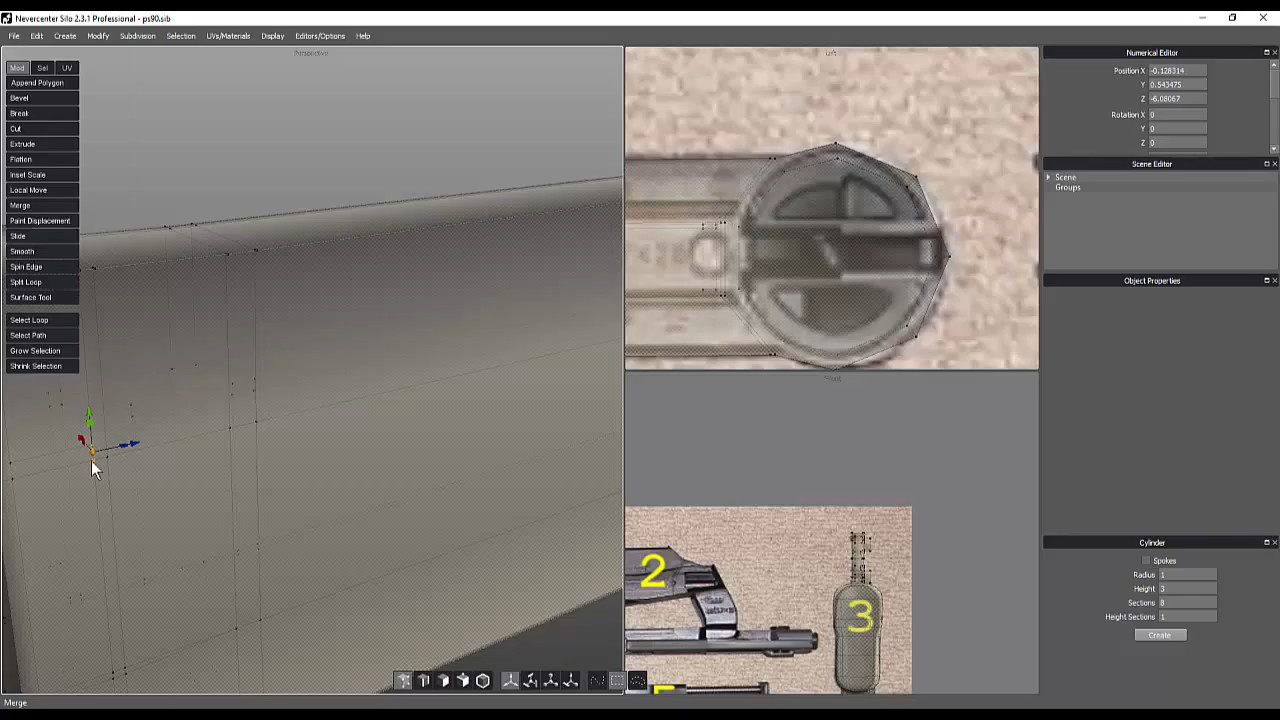 Nevercenter Silo 2.3.1 Professional - ps90.sib
File Edit Create Modify Display Subdivision Selection UVs/Materials Display Editors/Options Help
Perspective
Mod Sel UV
Append Polygon
Bevel
Break
Cut
Extrude
Flatten
Inset Scale
Local Move
Merge
Paint Displacement
Slide
Smooth
Spin Edge
Split Loop
Surface Tool
Select Loop
Select Path
Grow Selection
Shrink Selection
Left
Front
2
3
Numerical Editor
Position X -0.128314
Y 0.543475
Z -6.08067
Rotation X 0
Y 0
Z 0
Scene Editor
Scene
Groups
Object Properties
Cylinder
Spokes
Radius 1
Height 3
Sections 8
Height Sections 1
Create
Merge